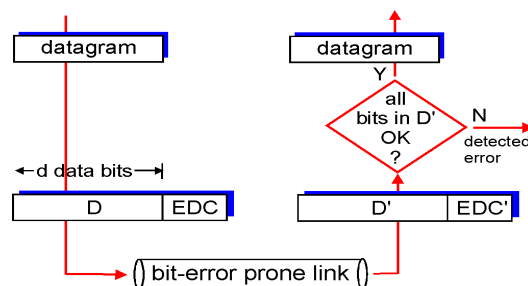 datagram
datagram
Y
all
bits in D'
OK
?
N
detected
error
d data bits
D
EDC
D'
EDC'
bit-error prone link